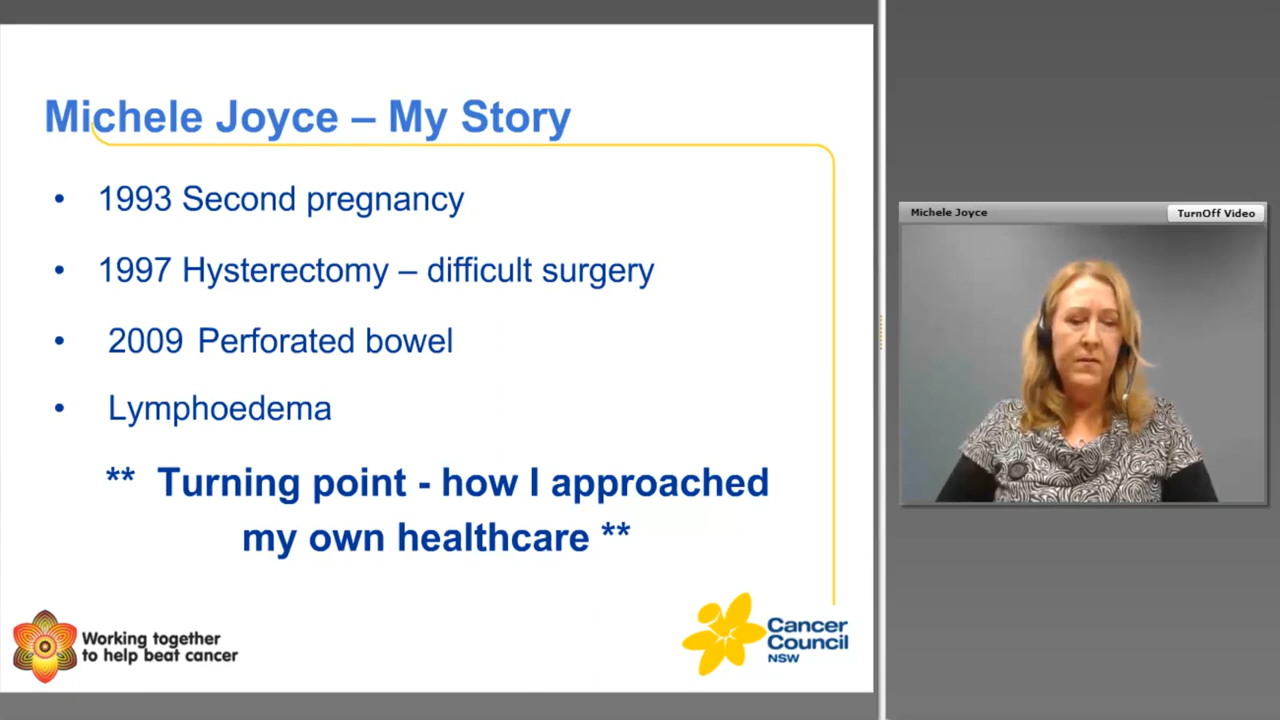 Michele Joyce – My Story
• 1993 Second pregnancy
• 1997 Hysterectomy – difficult surgery
• 2009 Perforated bowel
• Lymphoedema
** Turning point - how I approached
my own healthcare **
Working together
to help beat cancer
Cancer
Council
NSW
Michele Joyce
TurnOff Video